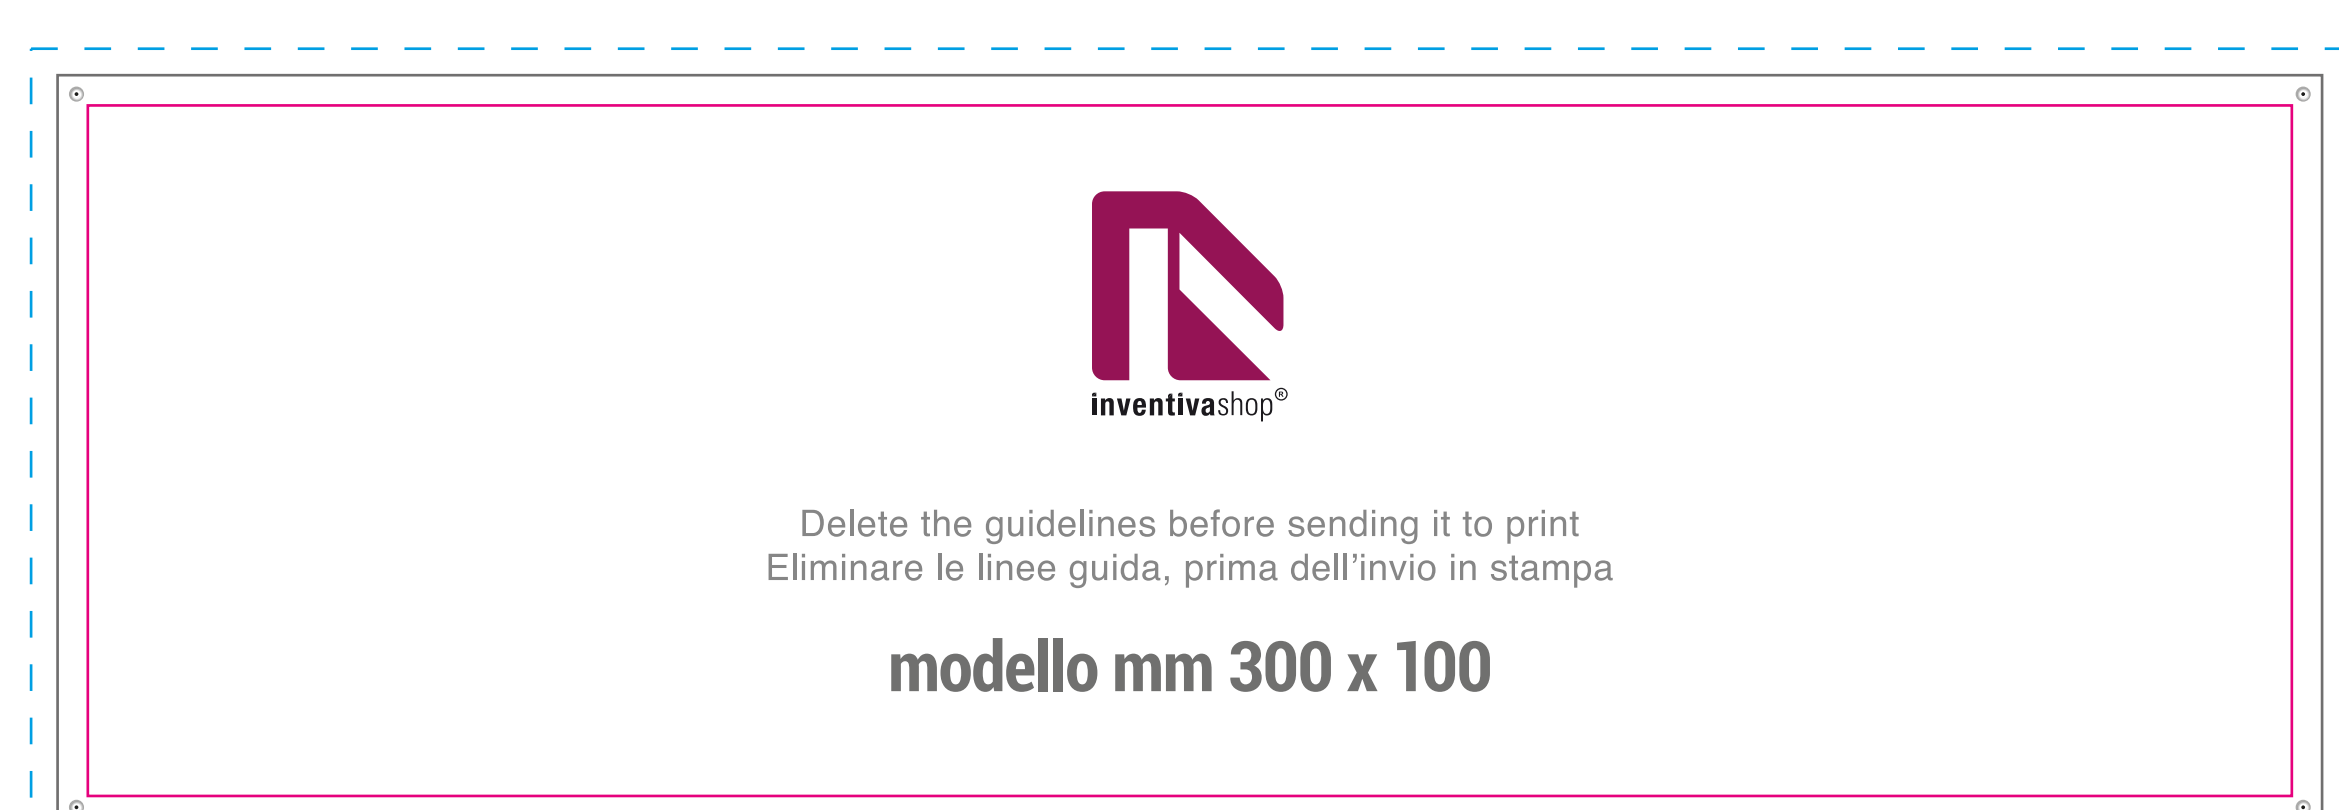 inventivashop®
Delete the guidelines before sending it to print
Eliminare le linee guida, prima dell’invio in stampa
modello mm 300 x 100